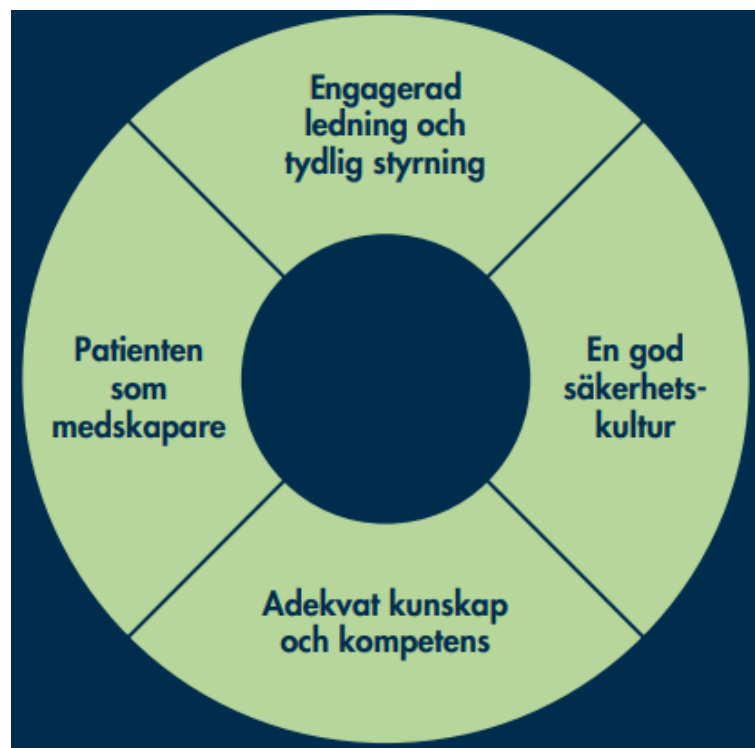 Engagerad
ledning och
tydlig styrning
Patienten
som
medskapare
En god
säkerhets-
kultur
Adekvat kunskap
och kompetens